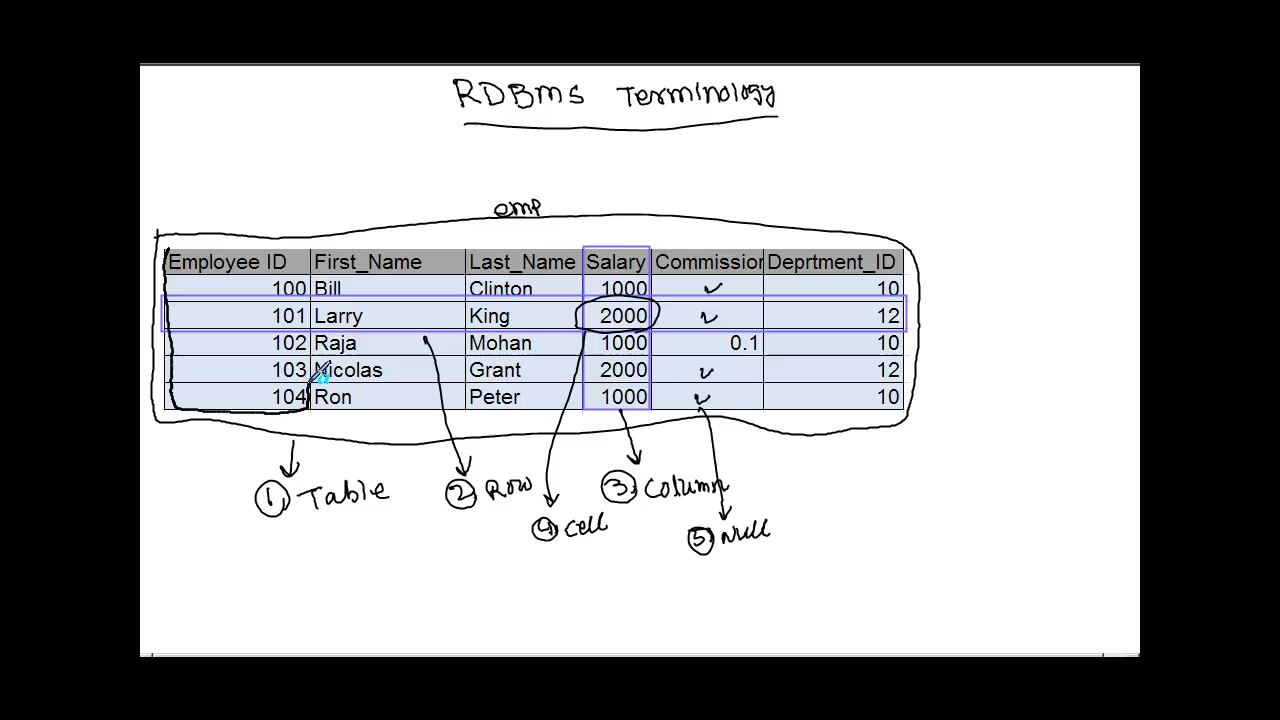 RDBMS Terminology
emp
Employee ID First_Name Last_Name Salary Commission Deprtment_ID
100 Bill Clinton 1000 10
101 Larry King 2000 12
102 Raja Mohan 1000 0.1 10
103 Nicolas Grant 2000 12
104 Ron Peter 1000 10
1, Table
2, Row
3, Column
4, Cell
5, Null